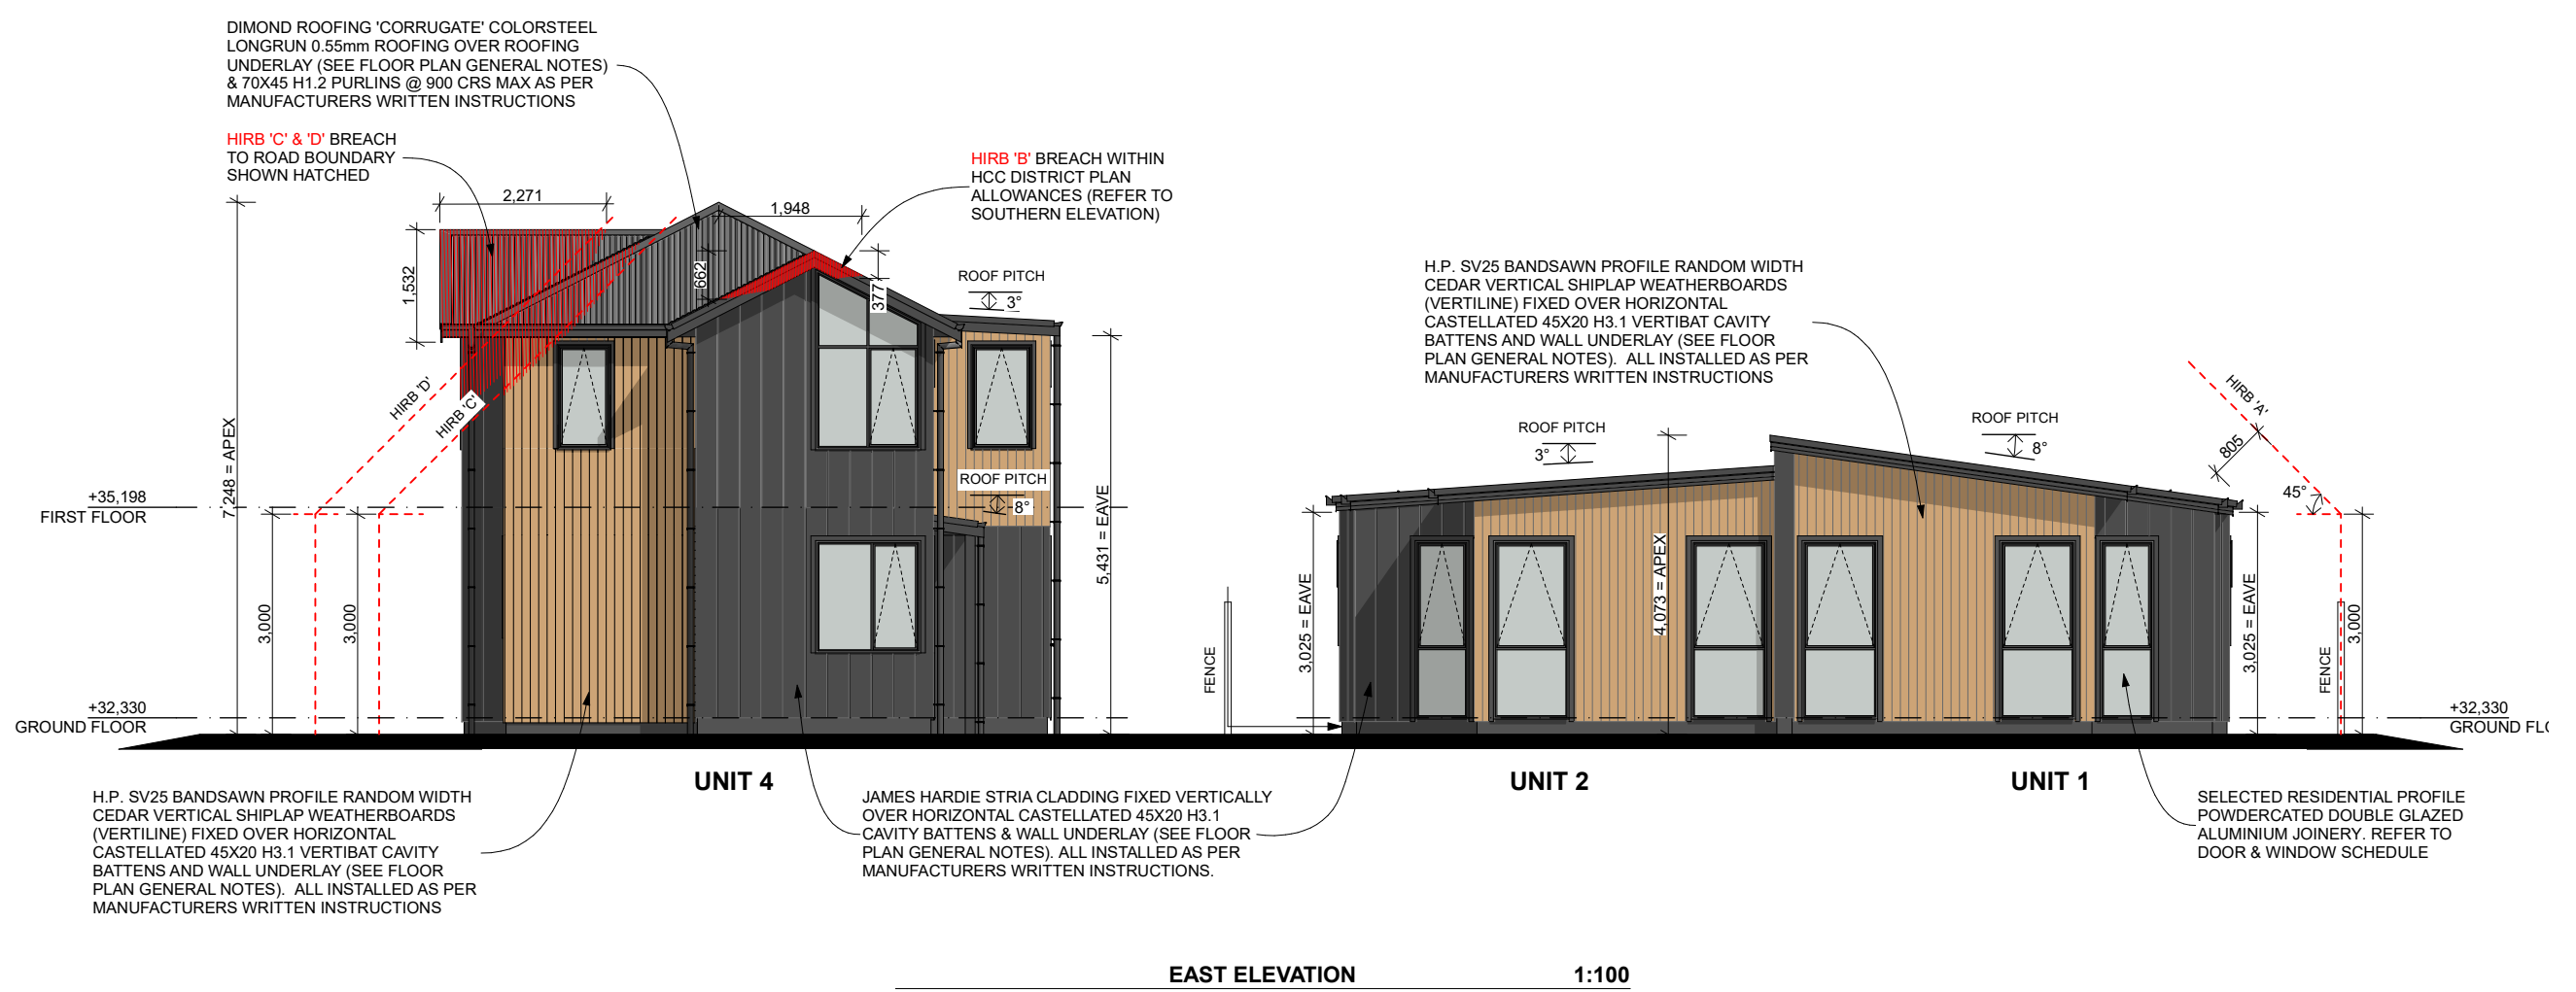 DIMOND ROOFING 'CORRUGATE' COLORSTEEL
LONGRUN 0.55mm ROOFING OVER ROOFING
UNDERLAY (SEE FLOOR PLAN GENERAL NOTES)
& 70X45 H1.2 PURLINS @ 900 CRS MAX AS PER
MANUFACTURERS WRITTEN INSTRUCTIONS
HIRB 'C' & 'D' BREACH
TO ROAD BOUNDARY
SHOWN HATCHED
HIRB 'B' BREACH WITHIN
HCC DISTRICT PLAN
ALLOWANCES (REFER TO
SOUTHERN ELEVATION)
2,271
1,948
1,532
662
377
ROOF PITCH
3°
H.P. SV25 BANDSAWN PROFILE RANDOM WIDTH
CEDAR VERTICAL SHIPLAP WEATHERBOARDS
(VERTILINE) FIXED OVER HORIZONTAL
CASTELLATED 45X20 H3.1 VERTIBAT CAVITY
BATTENS AND WALL UNDERLAY (SEE FLOOR
PLAN GENERAL NOTES).  ALL INSTALLED AS PER
MANUFACTURERS WRITTEN INSTRUCTIONS
HIRB 'D'
HIRB 'C'
HIRB 'A'
805
45°
ROOF PITCH
3°
ROOF PITCH
8°
ROOF PITCH
8°
7,248 = APEX
5,431 = EAVE
4,073 = APEX
3,025 = EAVE
3,025 = EAVE
3,000
3,000
3,000
FENCE
FENCE
+35,198
FIRST FLOOR
+32,330
GROUND FLOOR
+32,330
GROUND FLO
UNIT 4
UNIT 2
UNIT 1
H.P. SV25 BANDSAWN PROFILE RANDOM WIDTH
CEDAR VERTICAL SHIPLAP WEATHERBOARDS
(VERTILINE) FIXED OVER HORIZONTAL
CASTELLATED 45X20 H3.1 VERTIBAT CAVITY
BATTENS AND WALL UNDERLAY (SEE FLOOR
PLAN GENERAL NOTES).  ALL INSTALLED AS PER
MANUFACTURERS WRITTEN INSTRUCTIONS
JAMES HARDIE STRIA CLADDING FIXED VERTICALLY
OVER HORIZONTAL CASTELLATED 45X20 H3.1
CAVITY BATTENS & WALL UNDERLAY (SEE FLOOR
PLAN GENERAL NOTES). ALL INSTALLED AS PER
MANUFACTURERS WRITTEN INSTRUCTIONS.
SELECTED RESIDENTIAL PROFILE
POWDERCATED DOUBLE GLAZED
ALUMINIUM JOINERY. REFER TO
DOOR & WINDOW SCHEDULE
EAST ELEVATION 1:100